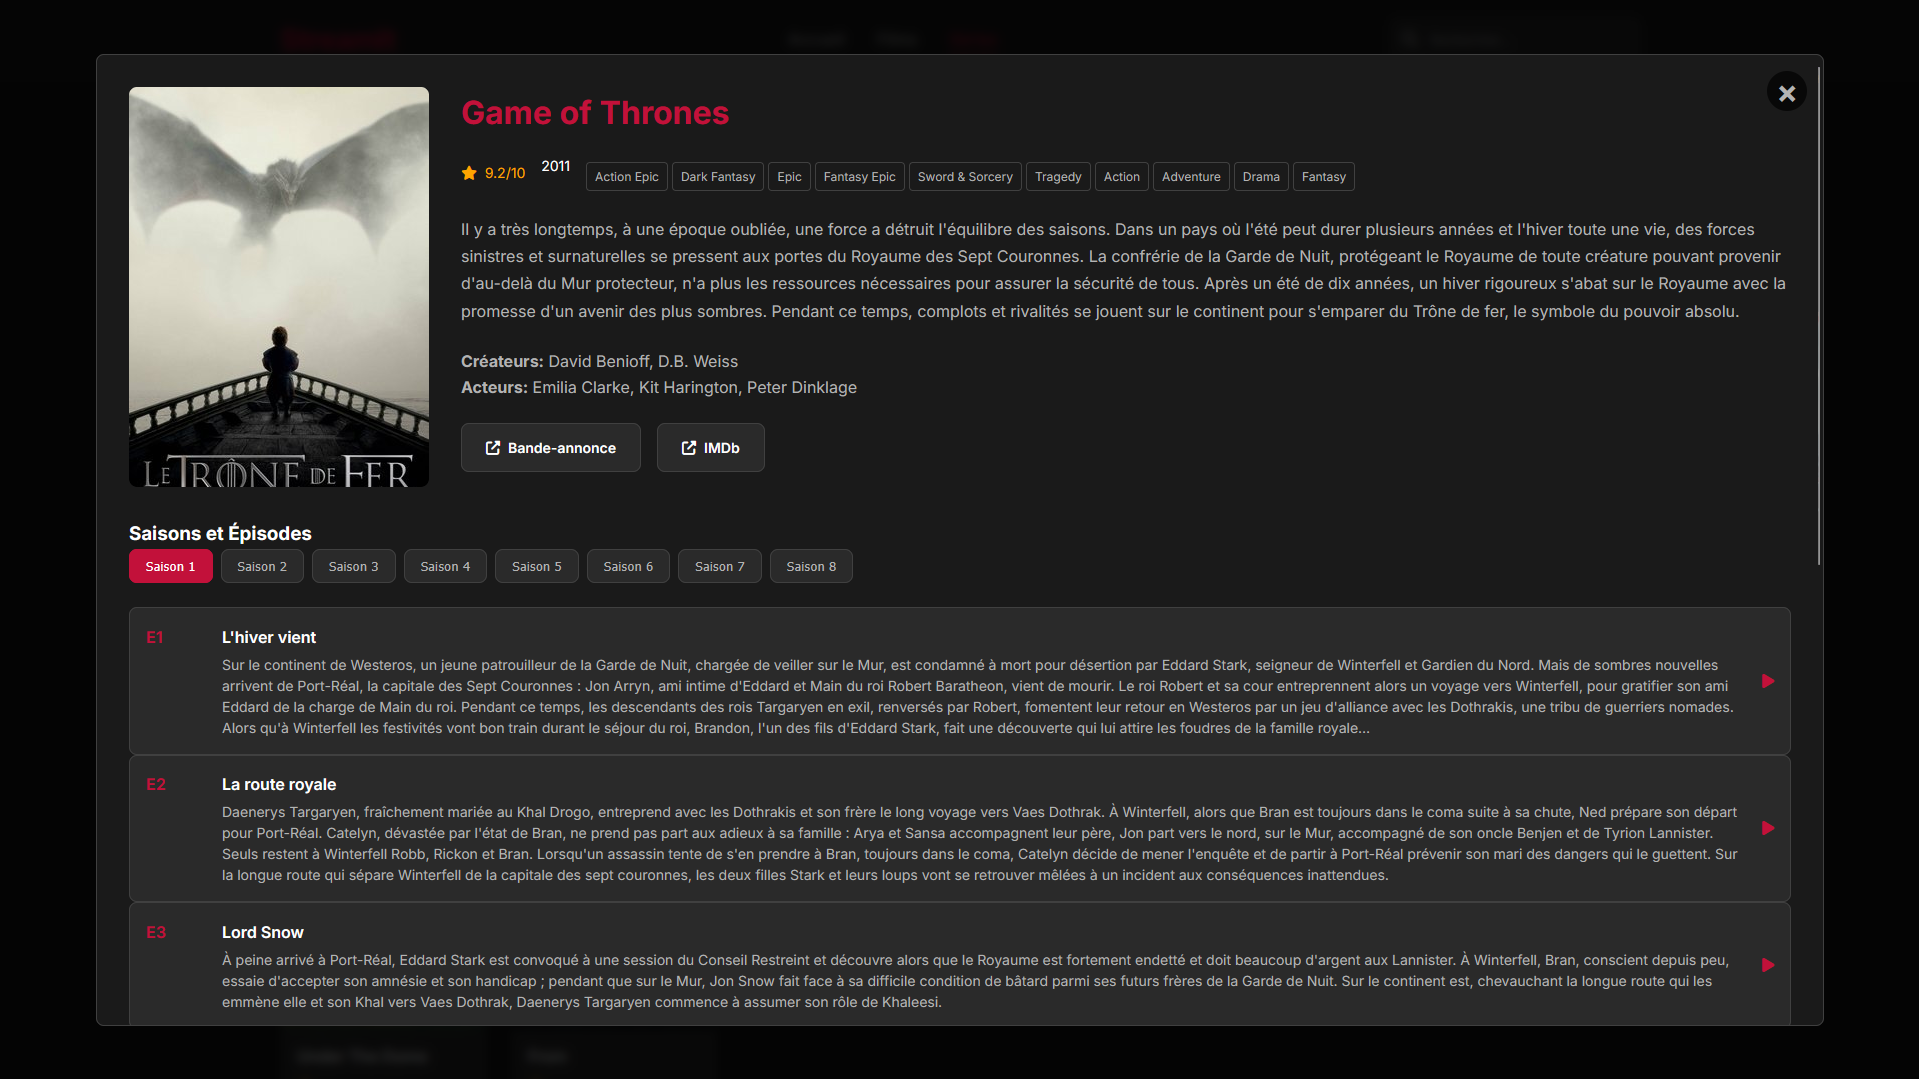 Game of Thrones
9.2/10 2011 Action Epic Dark Fantasy Epic Fantasy Epic Sword & Sorcery Tragedy Action Adventure Drama Fantasy
Il y a très longtemps, à une époque oubliée, une force a détruit l'équilibre des saisons. Dans un pays où l'été peut durer plusieurs années et l'hiver toute une vie, des forces
sinistres et surnaturelles se pressent aux portes du Royaume des Sept Couronnes. La confrérie de la Garde de Nuit, protégeant le Royaume de toute créature pouvant provenir
d'au-delà du Mur protecteur, n'a plus les ressources nécessaires pour assurer la sécurité de tous. Après un été de dix années, un hiver rigoureux s'abat sur le Royaume avec la
promesse d'un avenir des plus sombres. Pendant ce temps, complots et rivalités se jouent sur le continent pour s'emparer du Trône de fer, le symbole du pouvoir absolu.
Créateurs: David Benioff, D.B. Weiss
Acteurs: Emilia Clarke, Kit Harington, Peter Dinklage
Bande-annonce IMDb
LE TRÔNE DE FER
Saisons et Épisodes
Saison 1 Saison 2 Saison 3 Saison 4 Saison 5 Saison 6 Saison 7 Saison 8
E1 L'hiver vient
Sur le continent de Westeros, un jeune patrouilleur de la Garde de Nuit, chargée de veiller sur le Mur, est condamné à mort pour désertion par Eddard Stark, seigneur de Winterfell et Gardien du Nord. Mais de sombres nouvelles
arrivent de Port-Réal, la capitale des Sept Couronnes : Jon Arryn, ami intime d'Eddard et Main du roi Robert Baratheon, vient de mourir. Le roi Robert et sa cour entreprennent alors un voyage vers Winterfell, pour gratifier son ami
Eddard de la charge de Main du roi. Pendant ce temps, les descendants des rois Targaryen en exil, renversés par Robert, fomentent leur retour en Westeros par un jeu d'alliance avec les Dothrakis, une tribu de guerriers nomades.
Alors qu'à Winterfell les festivités vont bon train durant le séjour du roi, Brandon, l'un des fils d'Eddard Stark, fait une découverte qui lui attire les foudres de la famille royale...
E2 La route royale
Daenerys Targaryen, fraîchement mariée au Khal Drogo, entreprend avec les Dothrakis et son frère le long voyage vers Vaes Dothrak. À Winterfell, alors que Bran est toujours dans le coma suite à sa chute, Ned prépare son départ
pour Port-Réal. Catelyn, dévastée par l'état de Bran, ne prend pas part aux adieux à sa famille : Arya et Sansa accompagnent leur père, Jon part vers le nord, sur le Mur, accompagné de son oncle Benjen et de Tyrion Lannister.
Seuls restent à Winterfell Robb, Rickon et Bran. Lorsqu'un assassin tente de s'en prendre à Bran, toujours dans le coma, Catelyn décide de mener l'enquête et de partir à Port-Réal prévenir son mari des dangers qui le guettent. Sur
la longue route qui sépare Winterfell de la capitale des sept couronnes, les deux filles Stark et leurs loups vont se retrouver mêlées à un incident aux conséquences inattendues.
E3 Lord Snow
À peine arrivé à Port-Réal, Eddard Stark est convoqué à une session du Conseil Restreint et découvre alors que le Royaume est fortement endetté et doit beaucoup d'argent aux Lannister. À Winterfell, Bran, conscient depuis peu,
essaie d'accepter son amnésie et son handicap ; pendant que sur le Mur, Jon Snow fait face à sa difficile condition de bâtard parmi ses futurs frères de la Garde de Nuit. Sur le continent est, chevauchant la longue route qui les
emmène elle et son Khal vers Vaes Dothrak, Daenerys Targaryen commence à assumer son rôle de Khaleesi.